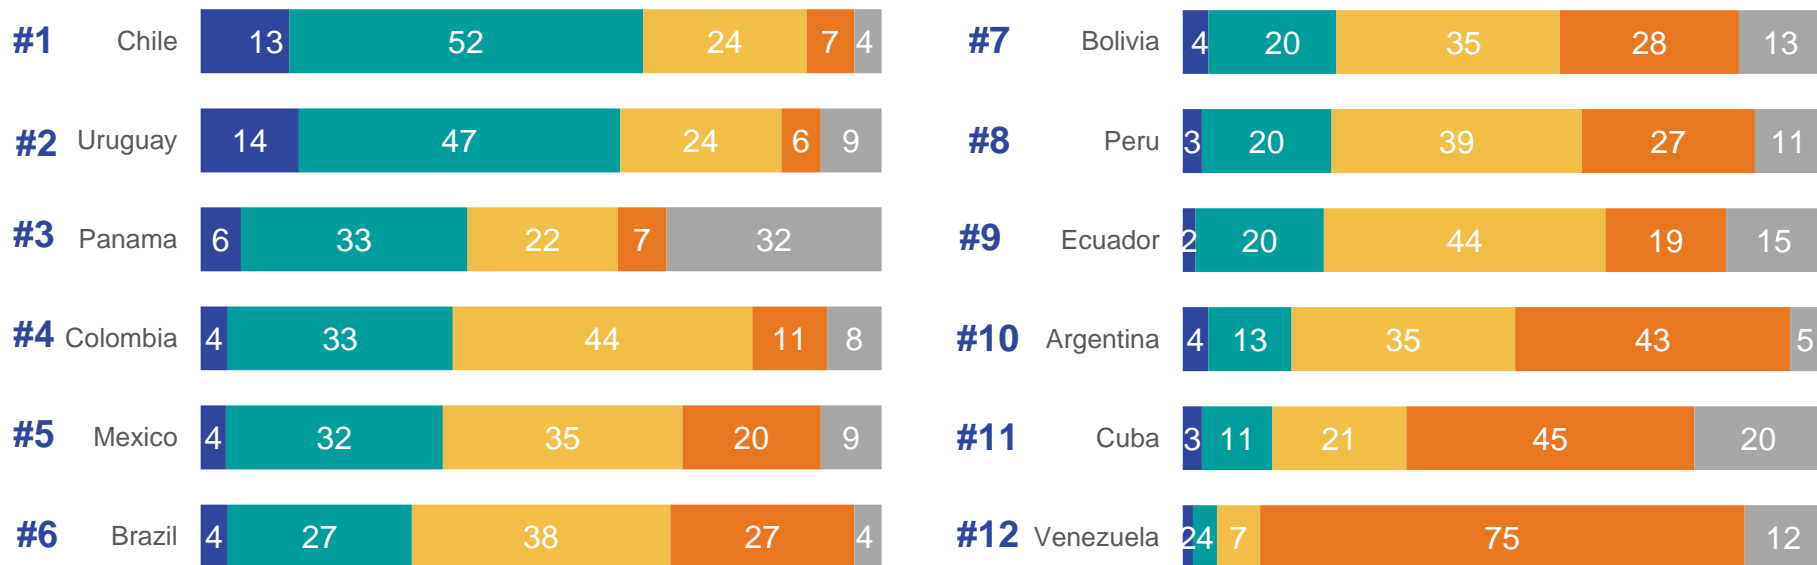 #1 Chile 13 52 24 7 4
#2 Uruguay 14 47 24 6 9
#3 Panama 6 33 22 7 32
#4 Colombia 4 33 44 11 8
#5 Mexico 4 32 35 20 9
#6 Brazil 4 27 38 27 4
#7 Bolivia 4 20 35 28 13
#8 Peru 3 20 39 27 11
#9 Ecuador 2 20 44 19 15
#10 Argentina 4 13 35 43 5
#11 Cuba 3 11 21 45 20
#12 Venezuela 2 4 7 75 12